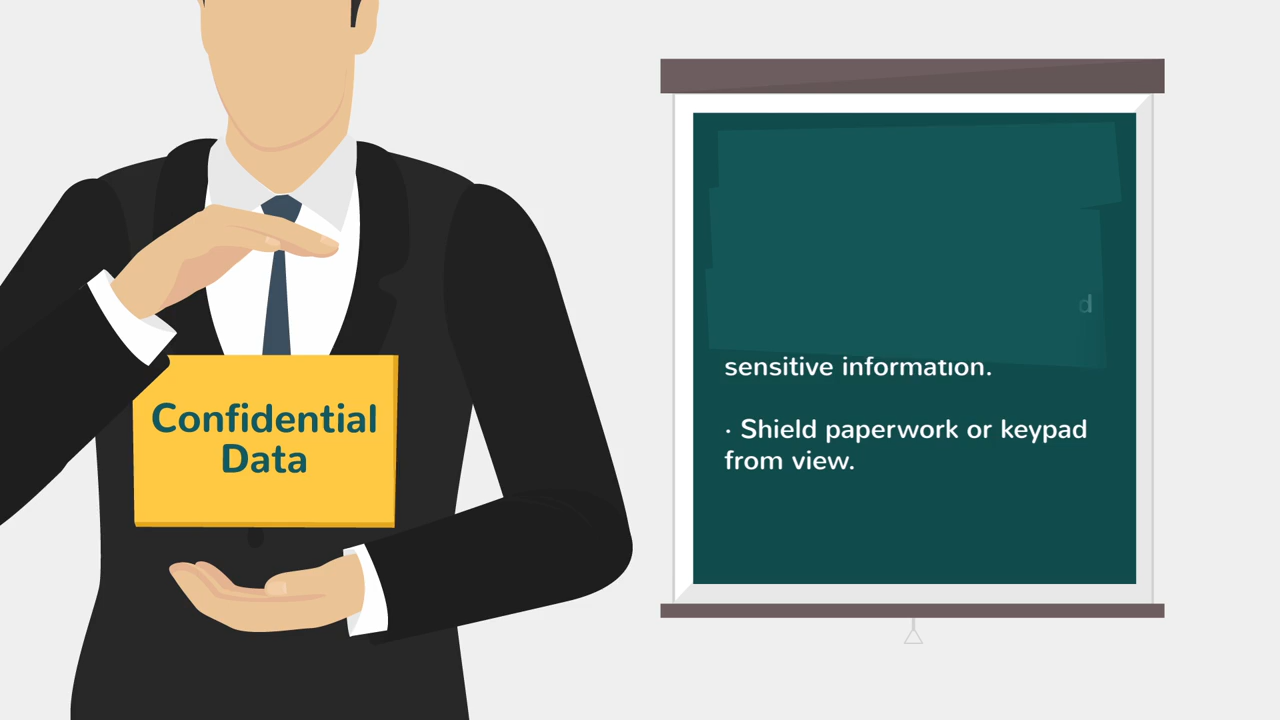 Confidential
Data
d
sensitive information.
· Shield paperwork or keypad
from view.